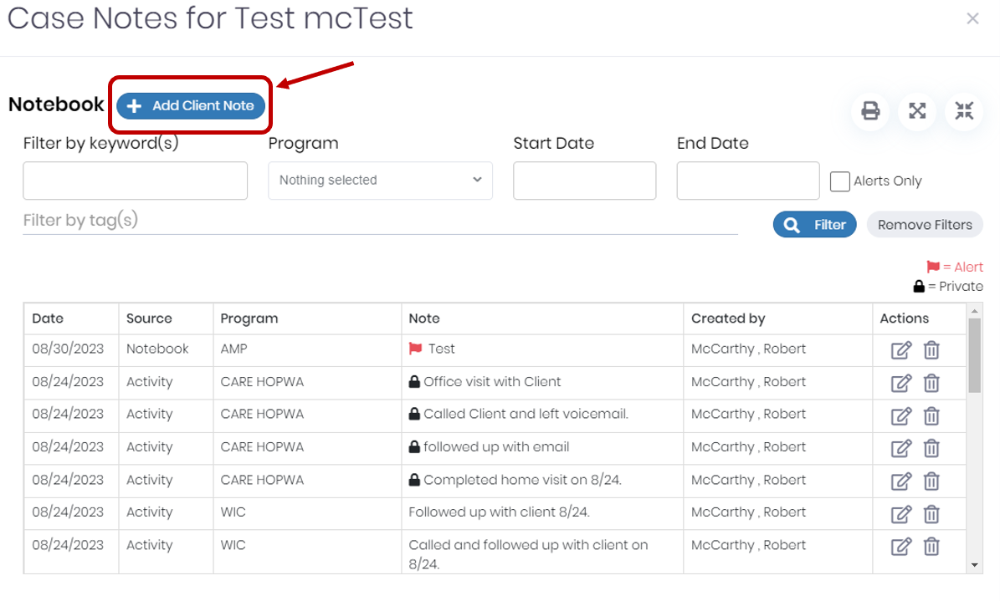 Case Notes for Test mcTest
Notebook Add Client Note
Filter by keyword(s) Program Start Date End Date
Nothing selected Alerts Only
Filter by tag(s) Filter Remove Filters
= Alert
= Private
Date Source Program Note Created by Actions
08/30/2023 Notebook AMP Test McCarthy , Robert
08/24/2023 Activity CARE HOPWA Office visit with Client McCarthy , Robert
08/24/2023 Activity CARE HOPWA Called Client and left voicemail. McCarthy , Robert
08/24/2023 Activity CARE HOPWA followed up with email McCarthy , Robert
08/24/2023 Activity CARE HOPWA Completed home visit on 8/24. McCarthy , Robert
08/24/2023 Activity WIC Followed up with client 8/24. McCarthy , Robert
08/24/2023 Activity WIC Called and followed up with client on McCarthy , Robert
8/24.